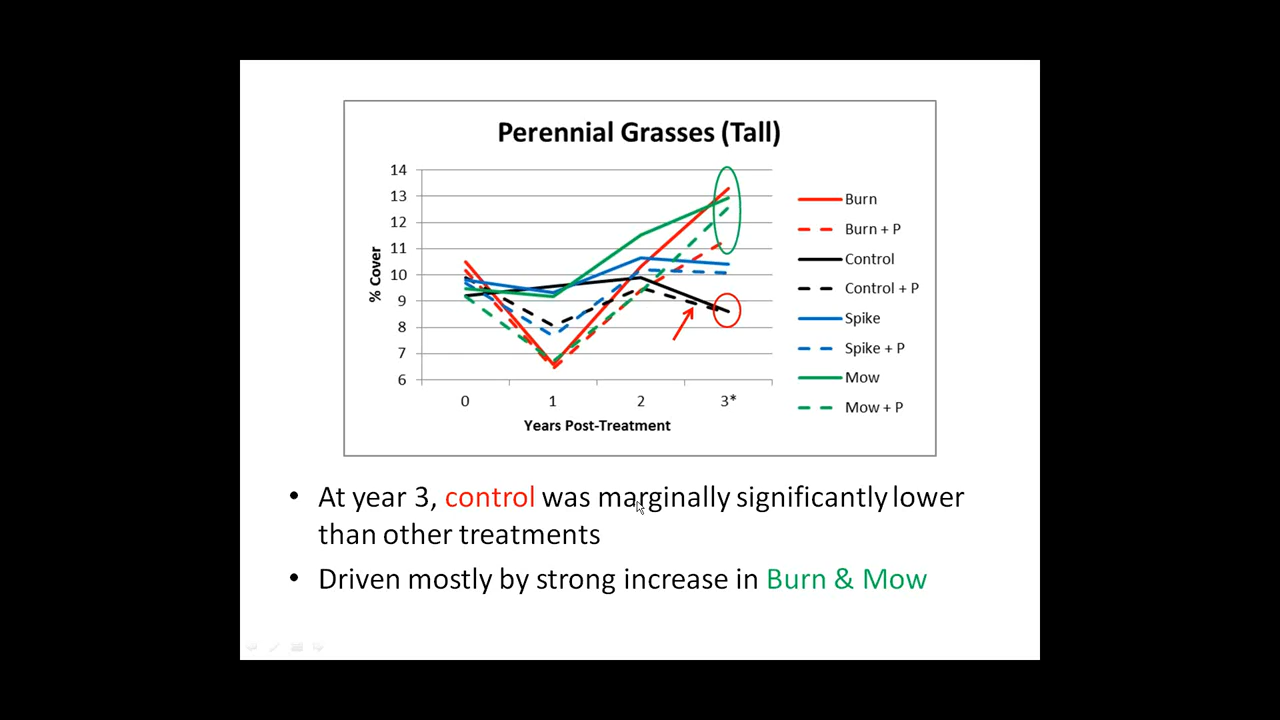 Perennial Grasses (Tall)
14
13
12
11
10
9
8
7
6
% Cover
0 1 2 3*
Years Post-Treatment
Burn
Burn + P
Control
Control + P
Spike
Spike + P
Mow
Mow + P
• At year 3, control was marginally significantly lower
than other treatments
• Driven mostly by strong increase in Burn & Mow